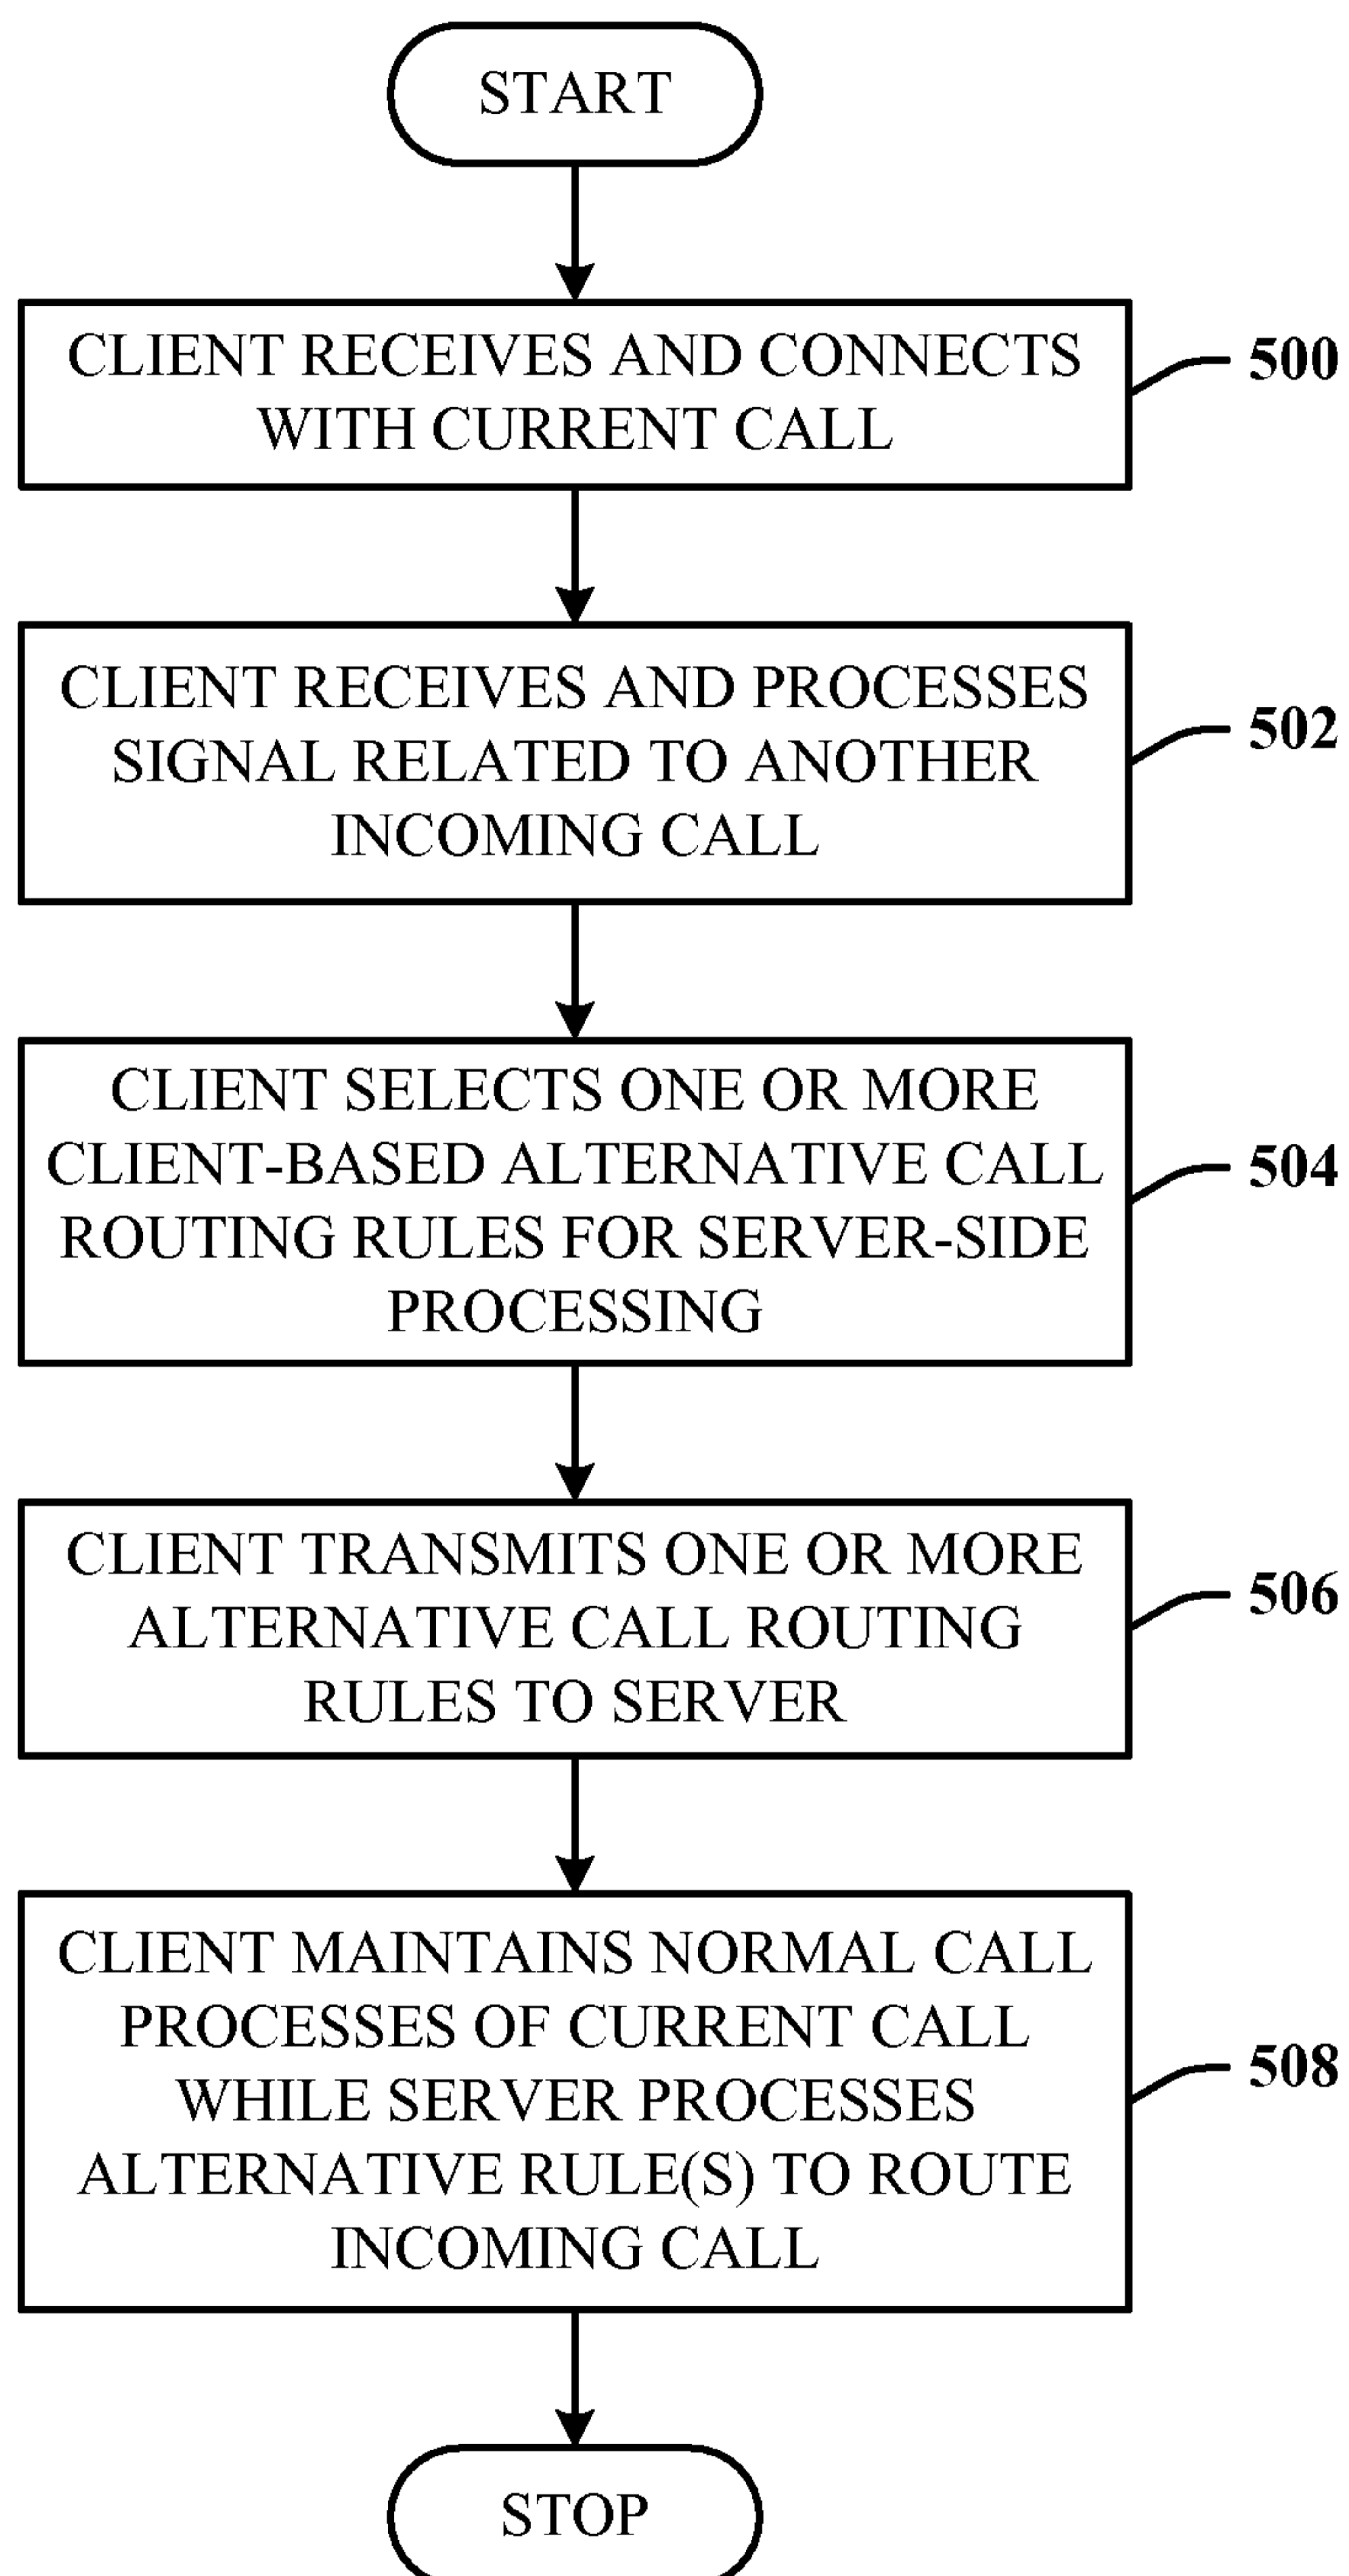 START
CLIENT RECEIVES AND CONNECTS
WITH CURRENT CALL
500
CLIENT RECEIVES AND PROCESSES
SIGNAL RELATED TO ANOTHER
INCOMING CALL
502
CLIENT SELECTS ONE OR MORE
CLIENT-BASED ALTERNATIVE CALL
ROUTING RULES FOR SERVER-SIDE
PROCESSING
504
CLIENT TRANSMITS ONE OR MORE
ALTERNATIVE CALL ROUTING
RULES TO SERVER
506
CLIENT MAINTAINS NORMAL CALL
PROCESSES OF CURRENT CALL
WHILE SERVER PROCESSES
ALTERNATIVE RULE(S) TO ROUTE
INCOMING CALL
508
STOP